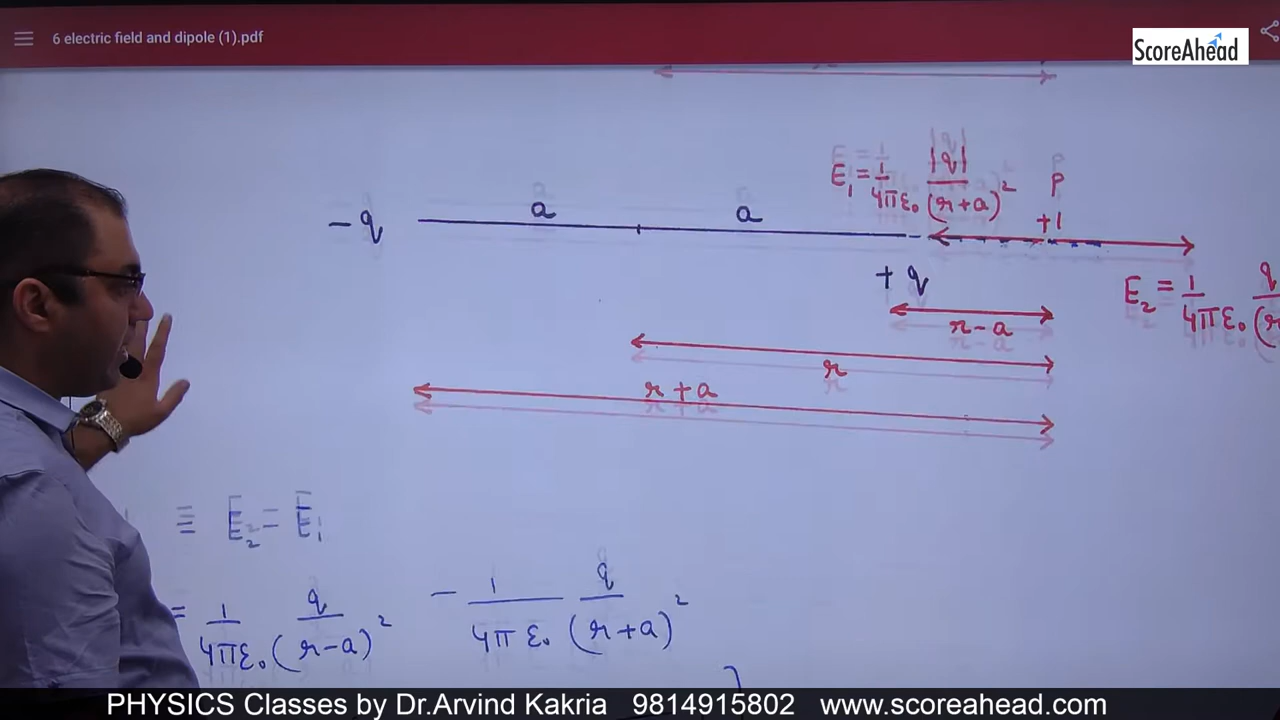 6 electric field and dipole (1).pdf
ScoreAhead
E₁ = 1/4πε₀ |q|/(r+a)²
P
+1
-q
a
a
+q
E₂ = 1/4πε₀ q/(r
r-a
r
r+a
≡ E₂ = E₁
= 1/4πε₀ q/(r-a)² - 1/4πε₀ q/(r+a)²
PHYSICS Classes by Dr.Arvind Kakria 9814915802 www.scoreahead.com